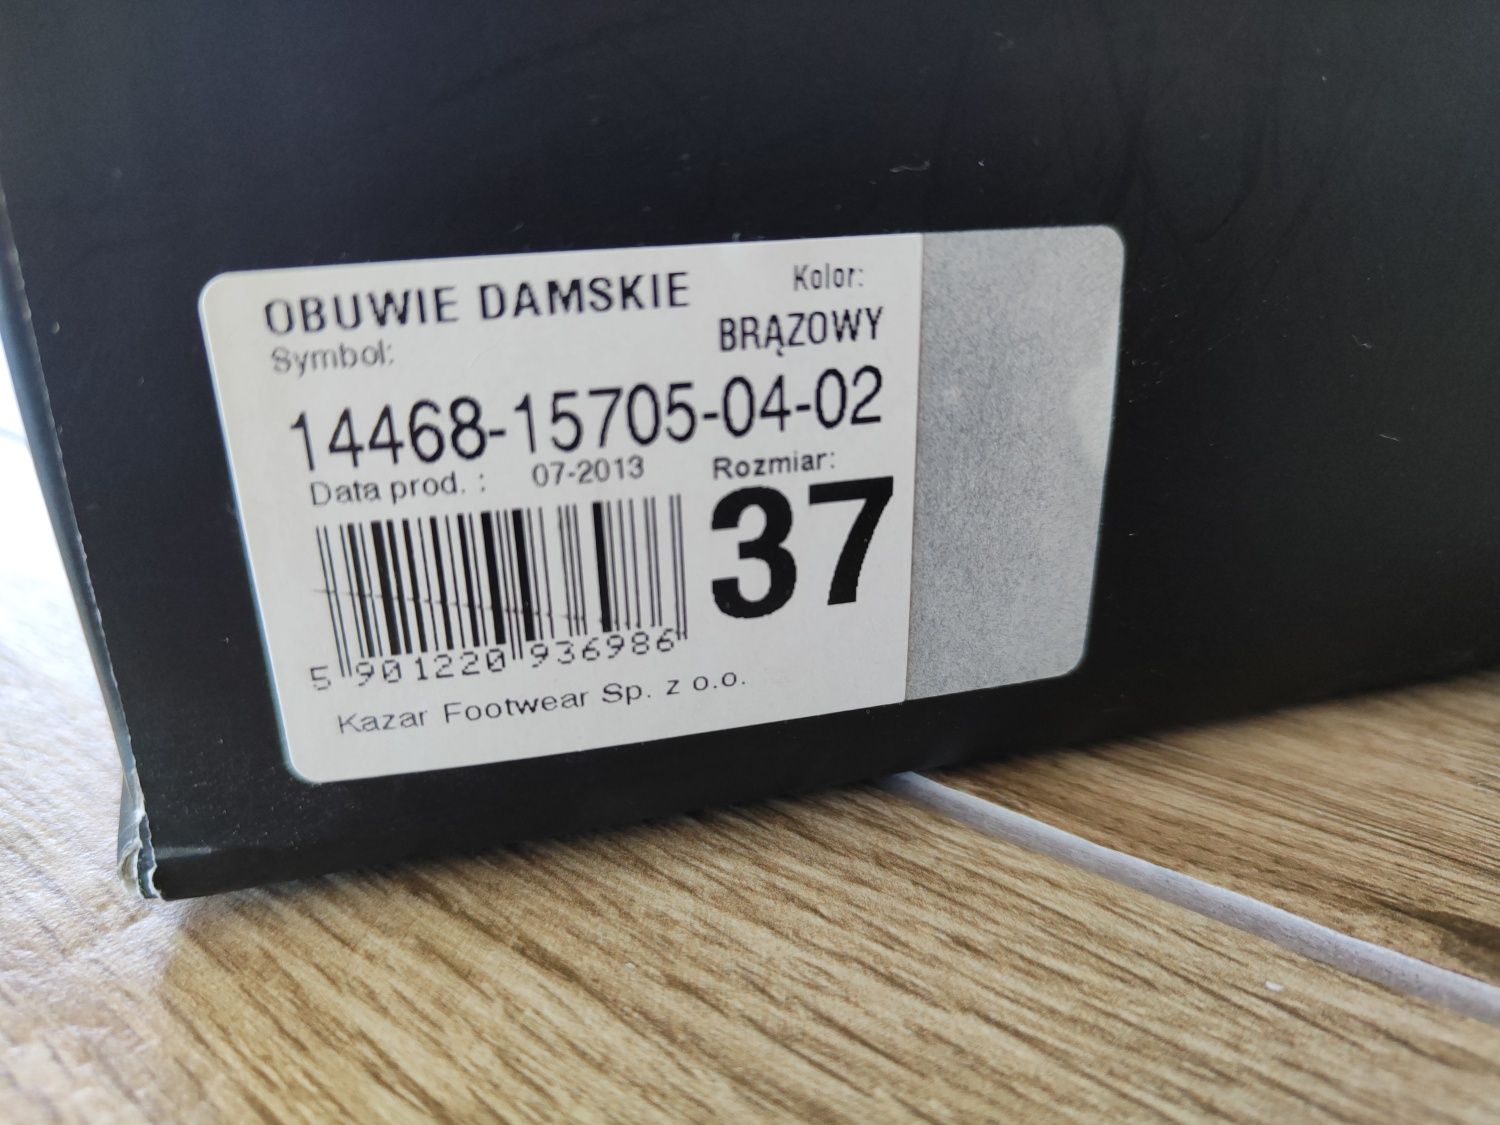 OBUWIE DAMSKIE
Kolor:
BRĄZOWY
Symbol:
14468-15705-04-02
Data prod. : 07-2013
Rozmiar:
37
5 901220 936986
Kazar Footwear Sp. z o.o.